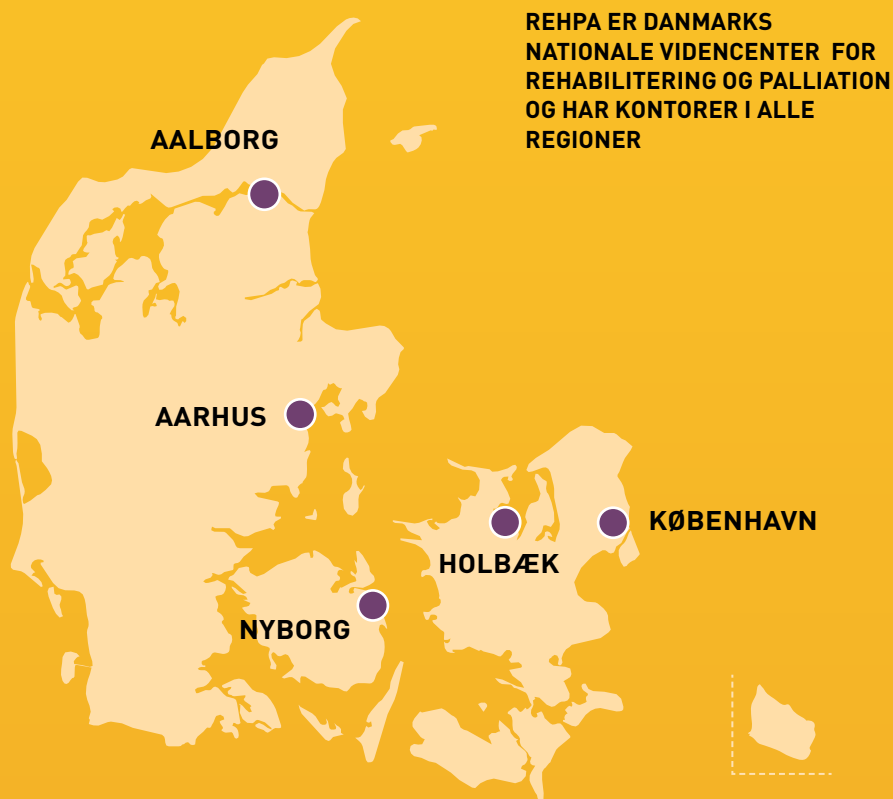 REHPA ER DANMARKS
NATIONALE VIDENCENTER FOR
REHABILITERING OG PALLIATION
OG HAR KONTORER I ALLE
REGIONER
AALBORG
AARHUS
KØBENHAVN
HOLBÆK
NYBORG